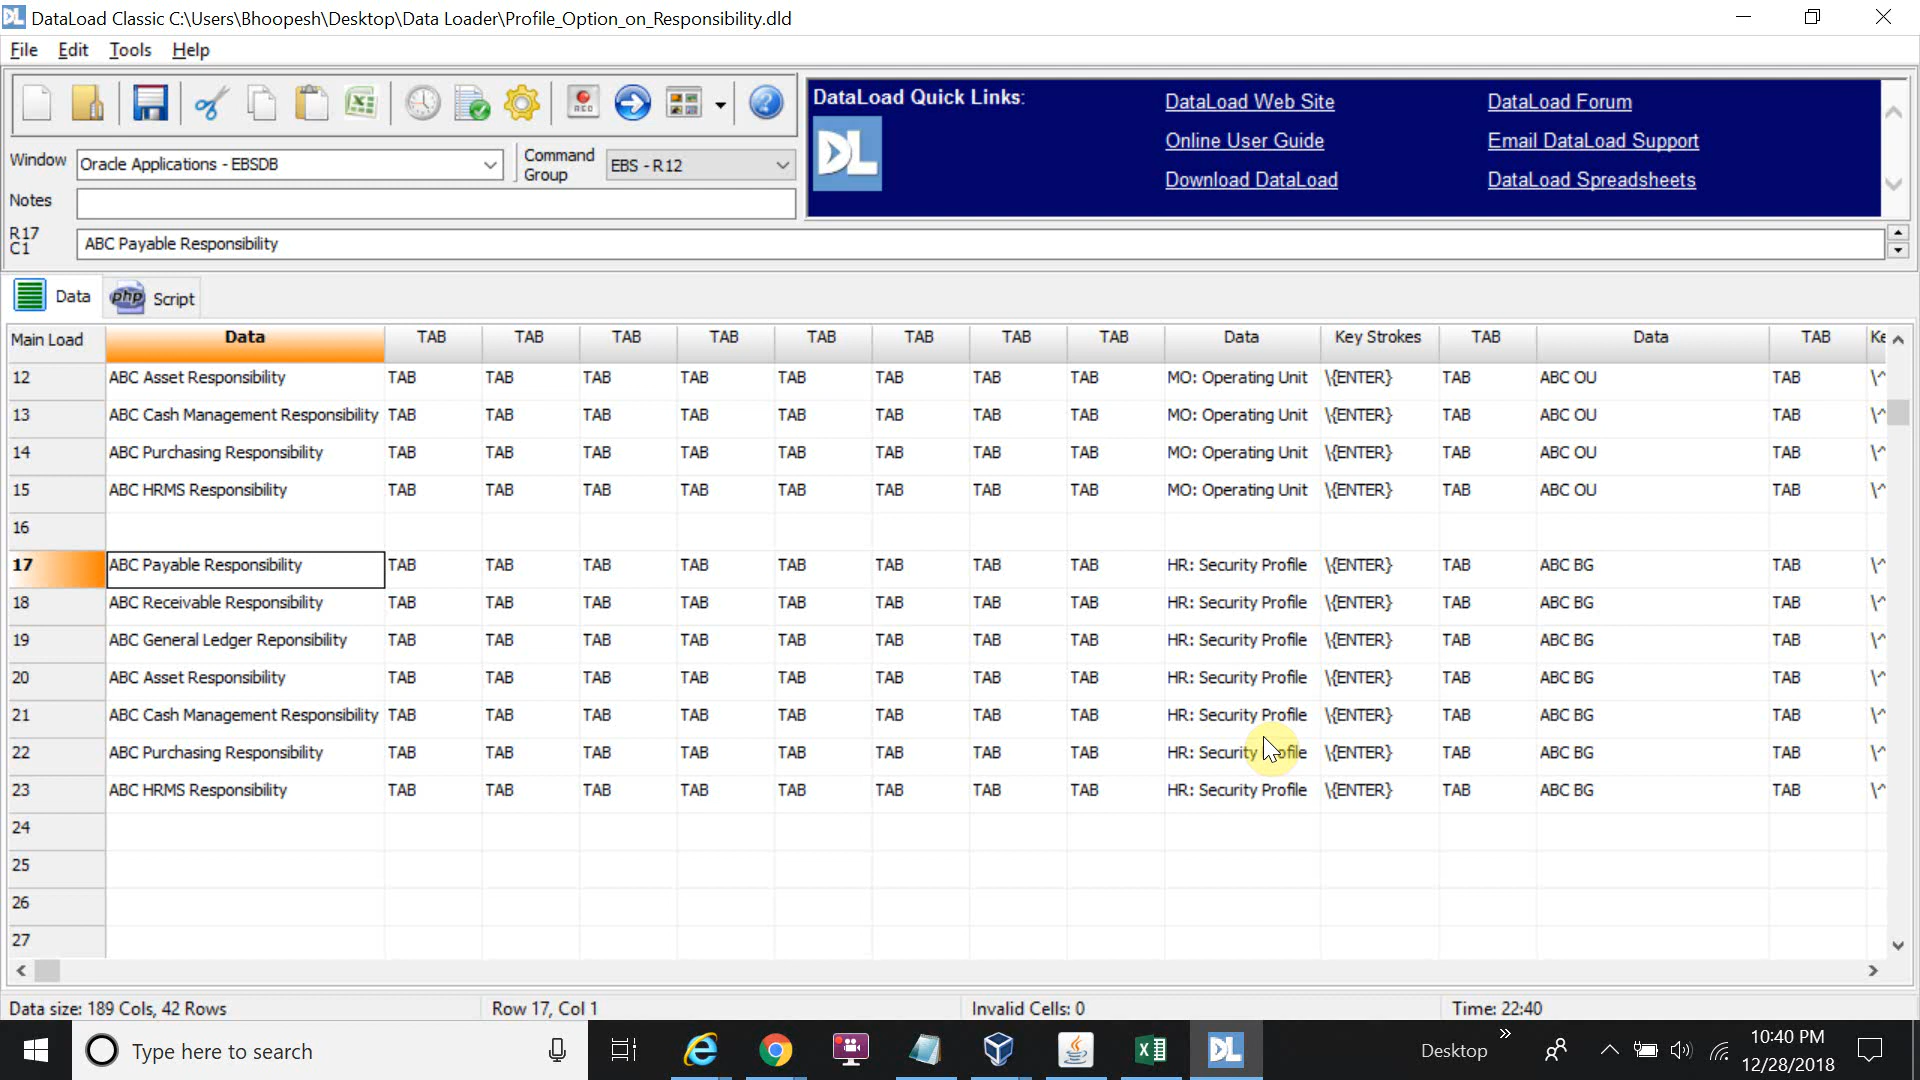 DataLoad Classic C:\Users\Bhoopesh\Desktop\Data Loader\Profile_Option_on_Responsibility.dld
File Edit Tools Help
REC
Window Oracle Applications - EBSDB Command Group EBS - R12
Notes
R17 C1 ABC Payable Responsibility
DataLoad Quick Links: DataLoad Web Site DataLoad Forum
DL
Online User Guide Email DataLoad Support
Download DataLoad DataLoad Spreadsheets
Data php Script
Main Load Data TAB TAB TAB TAB TAB TAB TAB TAB Data Key Strokes TAB Data TAB Ke
12 ABC Asset Responsibility TAB TAB TAB TAB TAB TAB TAB TAB MO: Operating Unit \{ENTER} TAB ABC OU TAB \^
13 ABC Cash Management Responsibility TAB TAB TAB TAB TAB TAB TAB TAB MO: Operating Unit \{ENTER} TAB ABC OU TAB \^
14 ABC Purchasing Responsibility TAB TAB TAB TAB TAB TAB TAB TAB MO: Operating Unit \{ENTER} TAB ABC OU TAB \^
15 ABC HRMS Responsibility TAB TAB TAB TAB TAB TAB TAB TAB MO: Operating Unit \{ENTER} TAB ABC OU TAB \^
16
17 ABC Payable Responsibility TAB TAB TAB TAB TAB TAB TAB TAB HR: Security Profile \{ENTER} TAB ABC BG TAB \^
18 ABC Receivable Responsibility TAB TAB TAB TAB TAB TAB TAB TAB HR: Security Profile \{ENTER} TAB ABC BG TAB \^
19 ABC General Ledger Reponsibility TAB TAB TAB TAB TAB TAB TAB TAB HR: Security Profile \{ENTER} TAB ABC BG TAB \^
20 ABC Asset Responsibility TAB TAB TAB TAB TAB TAB TAB TAB HR: Security Profile \{ENTER} TAB ABC BG TAB \^
21 ABC Cash Management Responsibility TAB TAB TAB TAB TAB TAB TAB TAB HR: Security Profile \{ENTER} TAB ABC BG TAB \^
22 ABC Purchasing Responsibility TAB TAB TAB TAB TAB TAB TAB TAB HR: Security Profile \{ENTER} TAB ABC BG TAB \^
23 ABC HRMS Responsibility TAB TAB TAB TAB TAB TAB TAB TAB HR: Security Profile \{ENTER} TAB ABC BG TAB \^
24
25
26
27
Data size: 189 Cols, 42 Rows Row 17, Col 1 Invalid Cells: 0 Time: 22:40
Type here to search DL Desktop 10:40 PM
12/28/2018